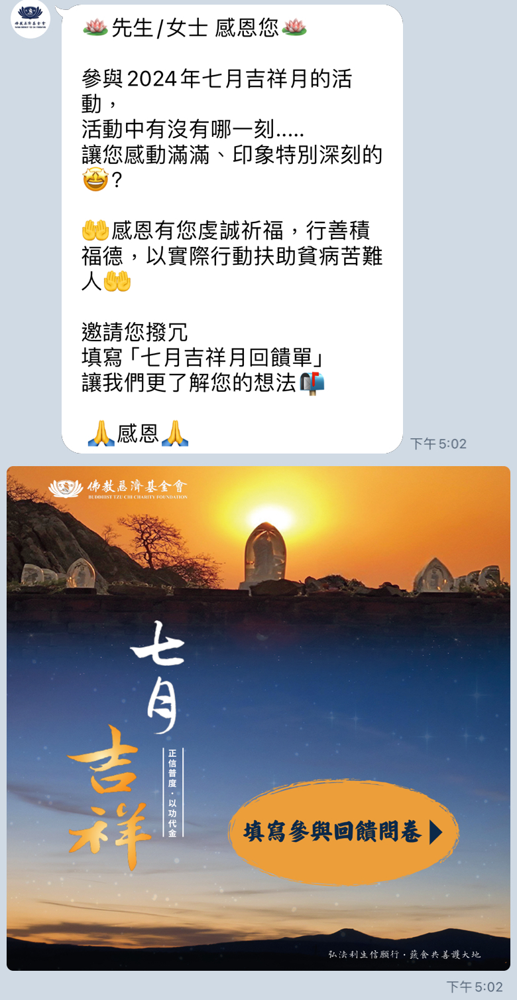 佛教慈濟基金會
🪷先生/女士 感恩您🪷
參與2024年七月吉祥月的活
動，
活動中有沒有哪一刻.....
讓您感動滿滿、印象特別深刻的
🤩?
🤲感恩有您虔誠祈福，行善積
福德，以實際行動扶助貧病苦難
人🤲
邀請您撥冗
填寫「七月吉祥月回饋單」
讓我們更了解您的想法📬
🙏感恩🙏
下午5:02
佛教慈濟基金會
BUDDHIST TZU CHI CHARITY FOUNDATION
七月
吉祥
正信普度·以功代金
填寫參與回饋問卷▶
弘法利生信願行·蔬食共善護大地
下午5:02